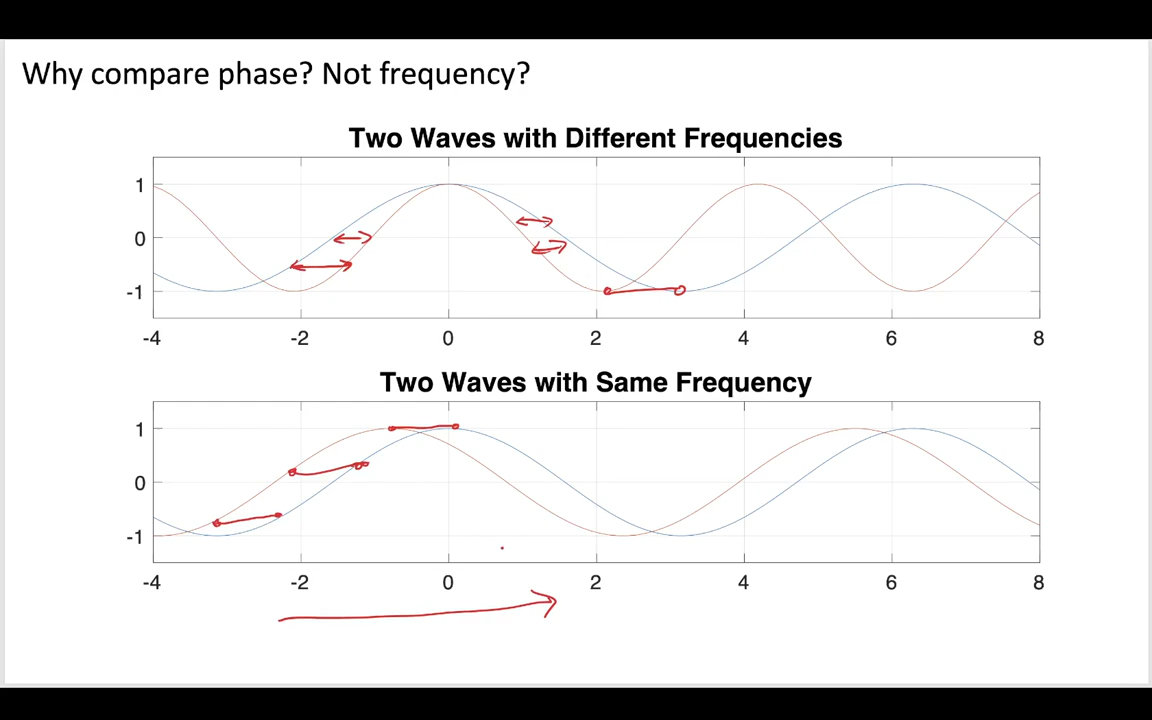 Why compare phase? Not frequency?
Two Waves with Different Frequencies
1
0
-1
-4 -2 0 2 4 6 8
Two Waves with Same Frequency
1
0
-1
-4 -2 0 2 4 6 8